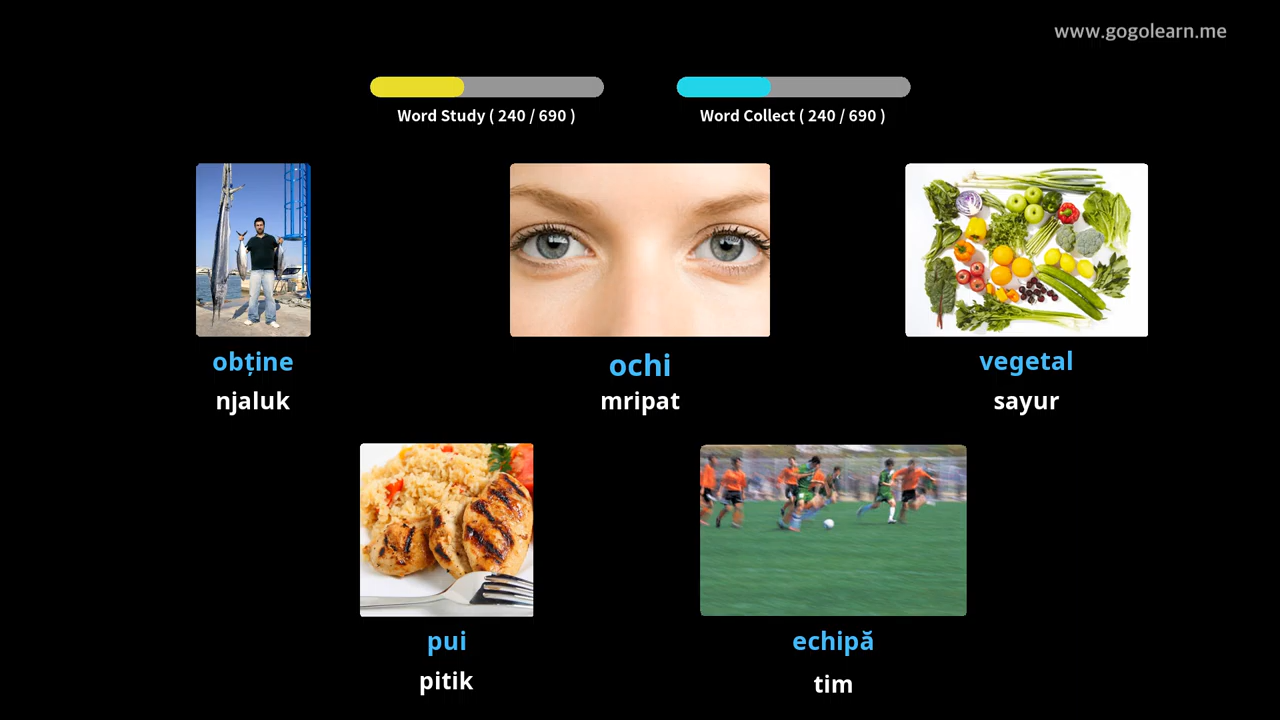 www.gogolearn.me
Word Study ( 240 / 690 )
Word Collect ( 240 / 690 )
obține
njaluk
ochi
mripat
vegetal
sayur
pui
pitik
echipă
tim